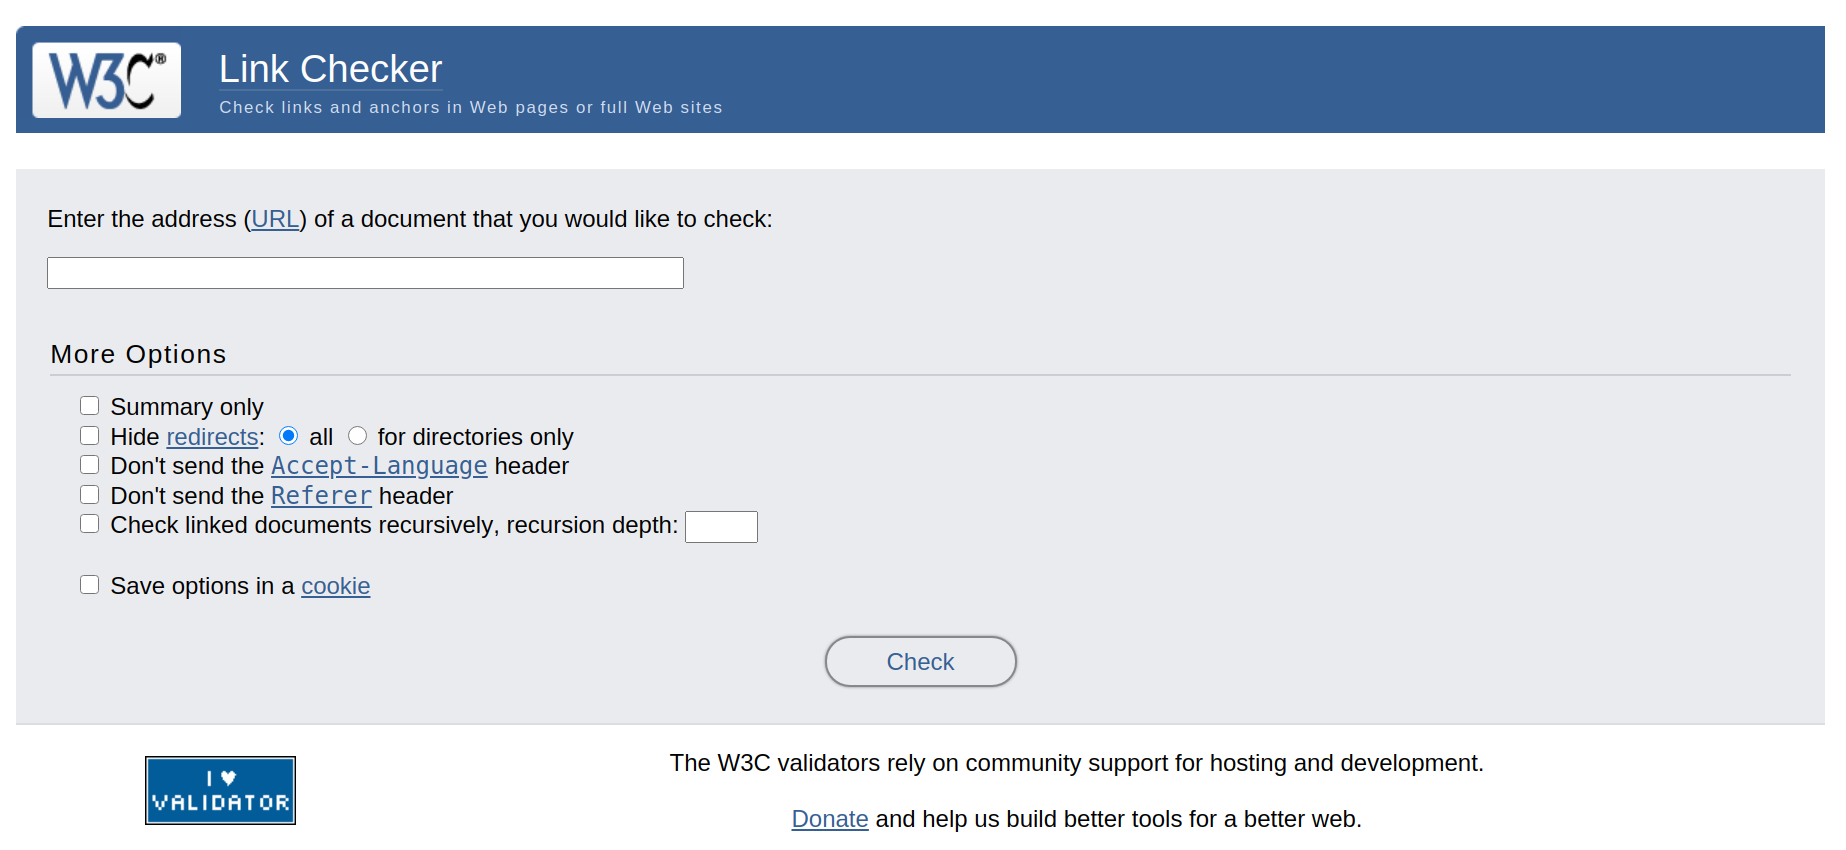 W3C®
Link Checker
Check links and anchors in Web pages or full Web sites
Enter the address (URL) of a document that you would like to check:
More Options
Summary only
Hide redirects: all for directories only
Don't send the Accept-Language header
Don't send the Referer header
Check linked documents recursively, recursion depth:
Save options in a cookie
Check
I ♥
VALIDATOR
The W3C validators rely on community support for hosting and development.
Donate and help us build better tools for a better web.